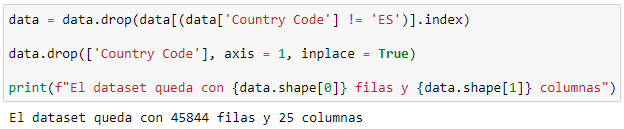 data = data.drop(data[(data['Country Code'] != 'ES')].index)
data.drop(['Country Code'], axis = 1, inplace = True)
print(f"El dataset queda con {data.shape[0]} filas y {data.shape[1]} columnas")
El dataset queda con 45844 filas y 25 columnas